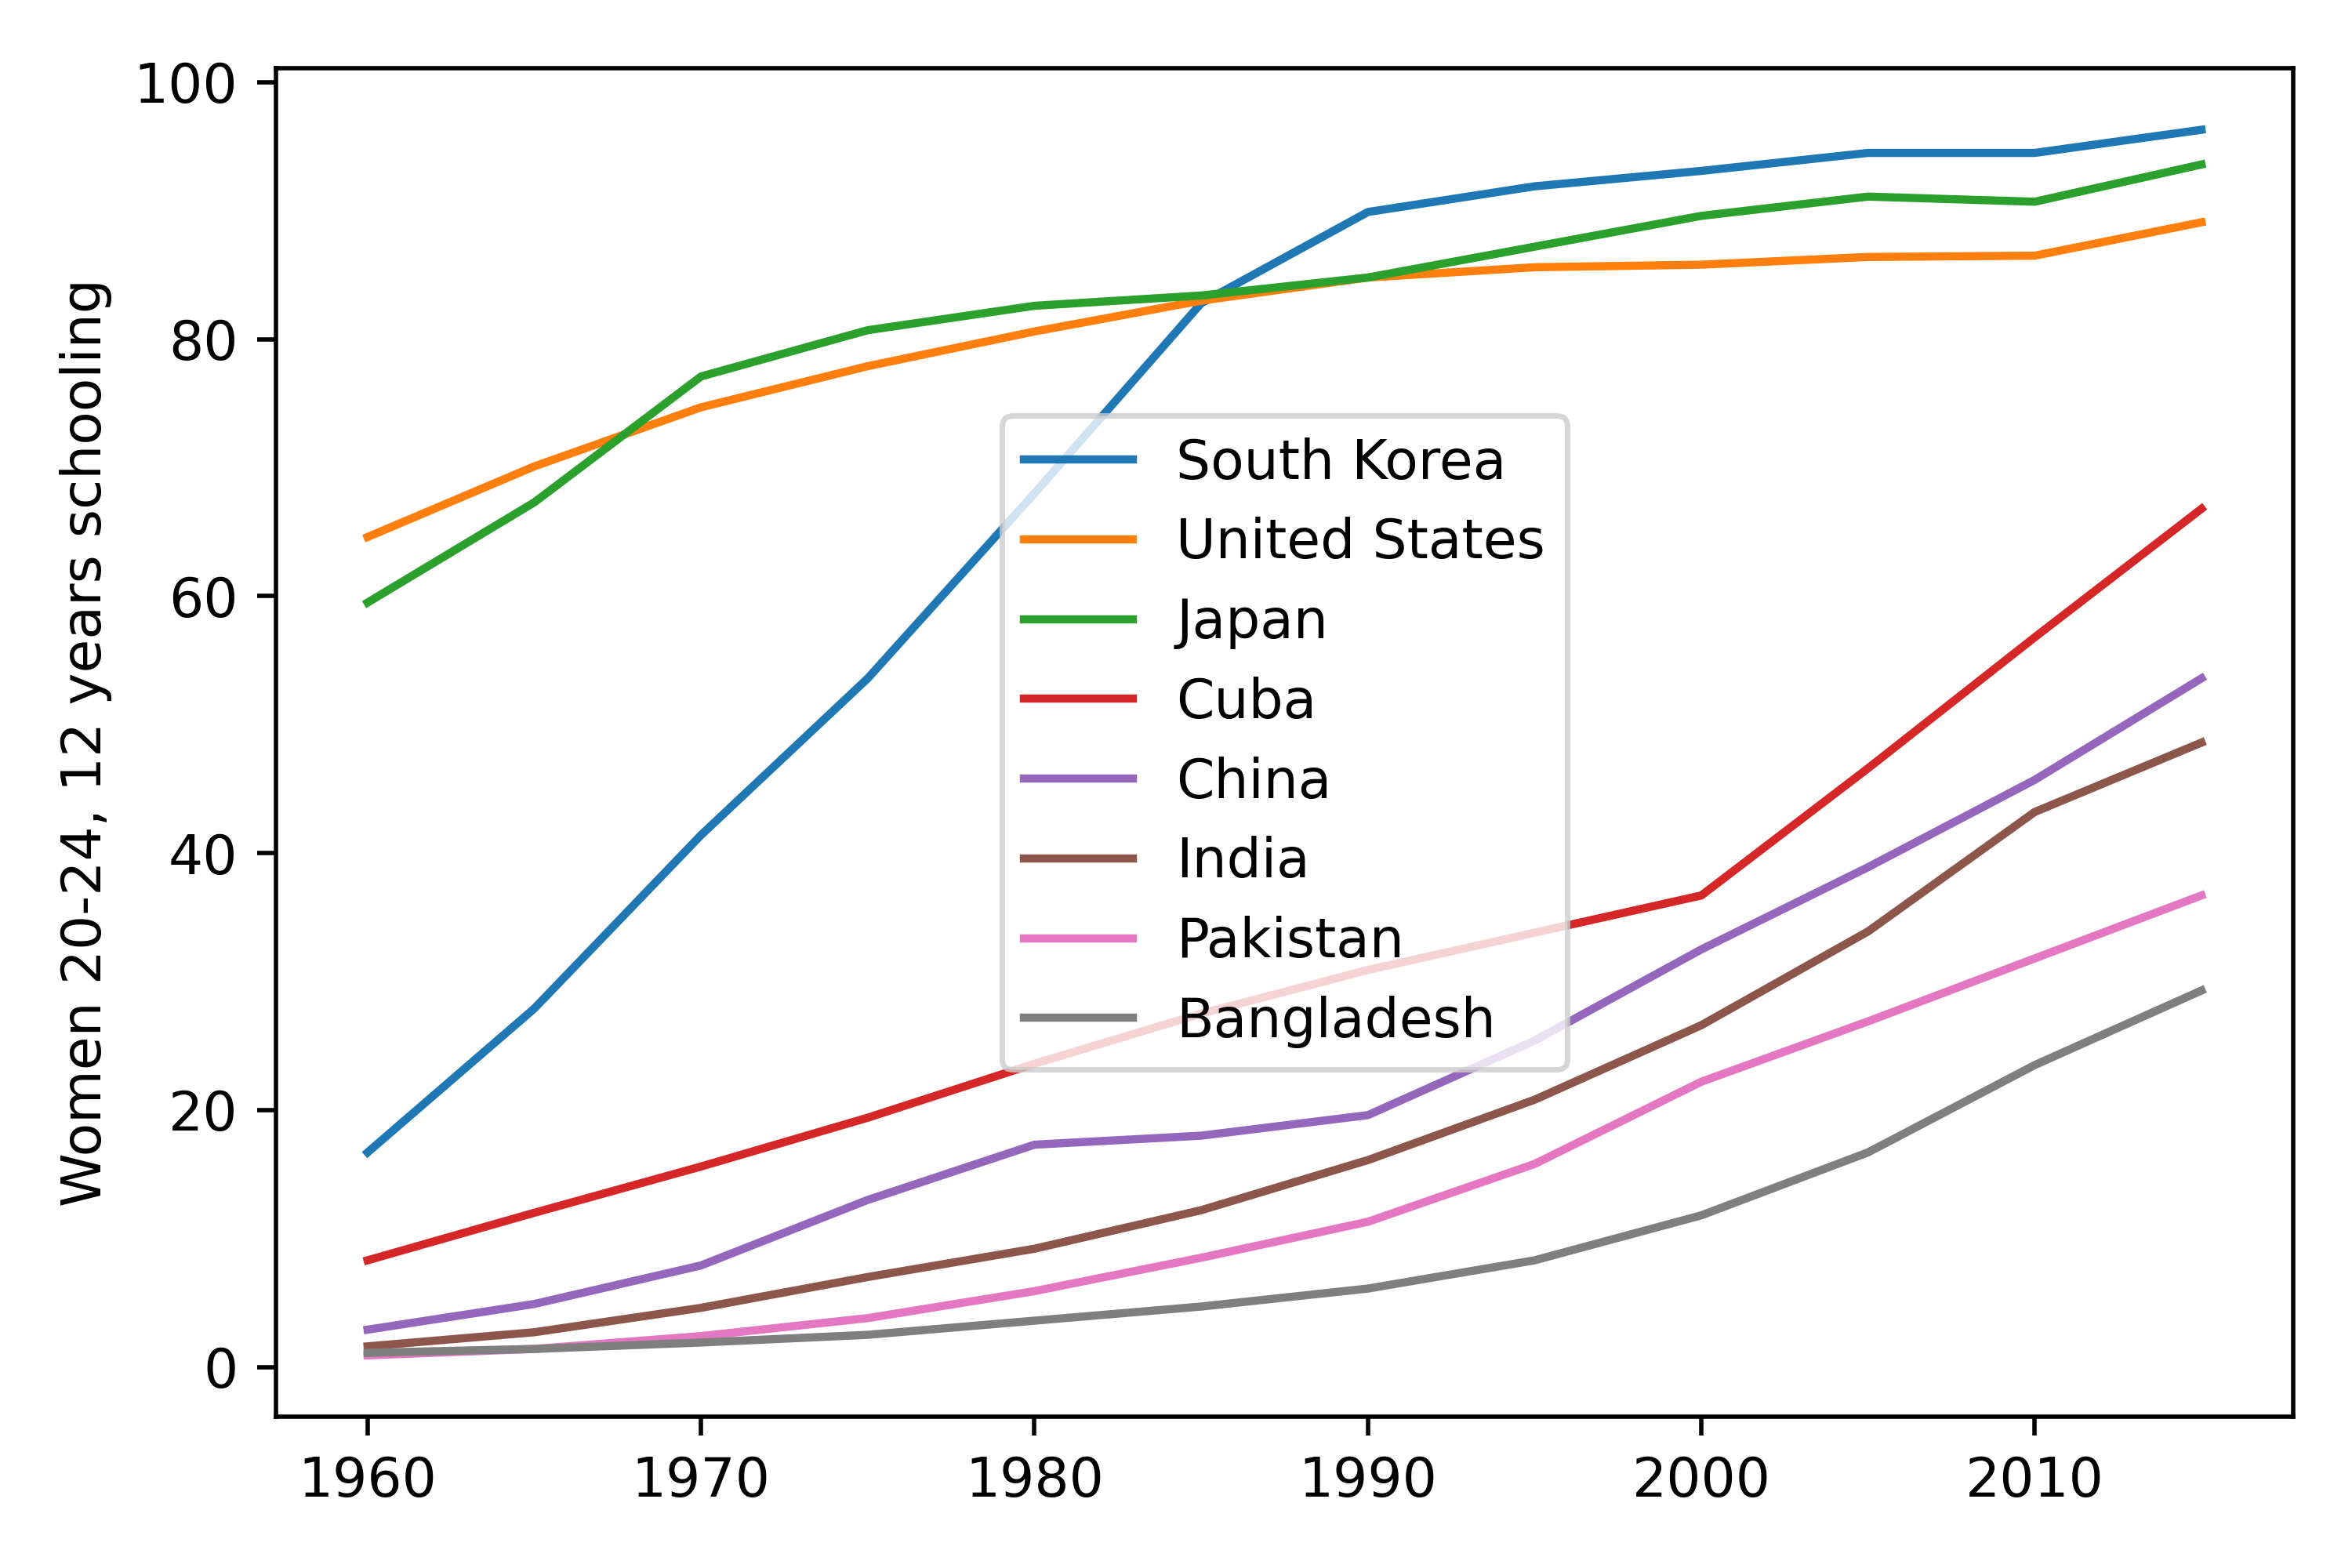 100
80
60
40
20
0
Women 20-24, 12 years schooling
South Korea
United States
Japan
Cuba
China
India
Pakistan
Bangladesh
1960 1970 1980 1990 2000 2010